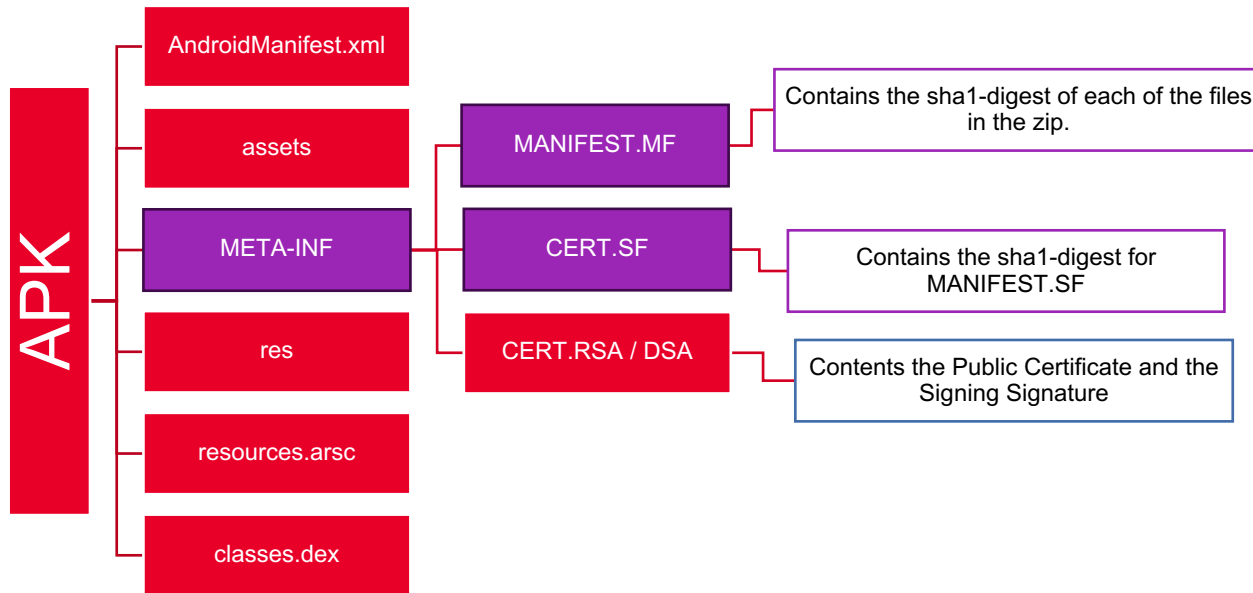 APK
AndroidManifest.xml
assets
META-INF
res
resources.arsc
classes.dex
MANIFEST.MF
CERT.SF
CERT.RSA / DSA
Contains the sha1-digest of each of the files
in the zip.
Contains the sha1-digest for
MANIFEST.SF
Contents the Public Certificate and the
Signing Signature